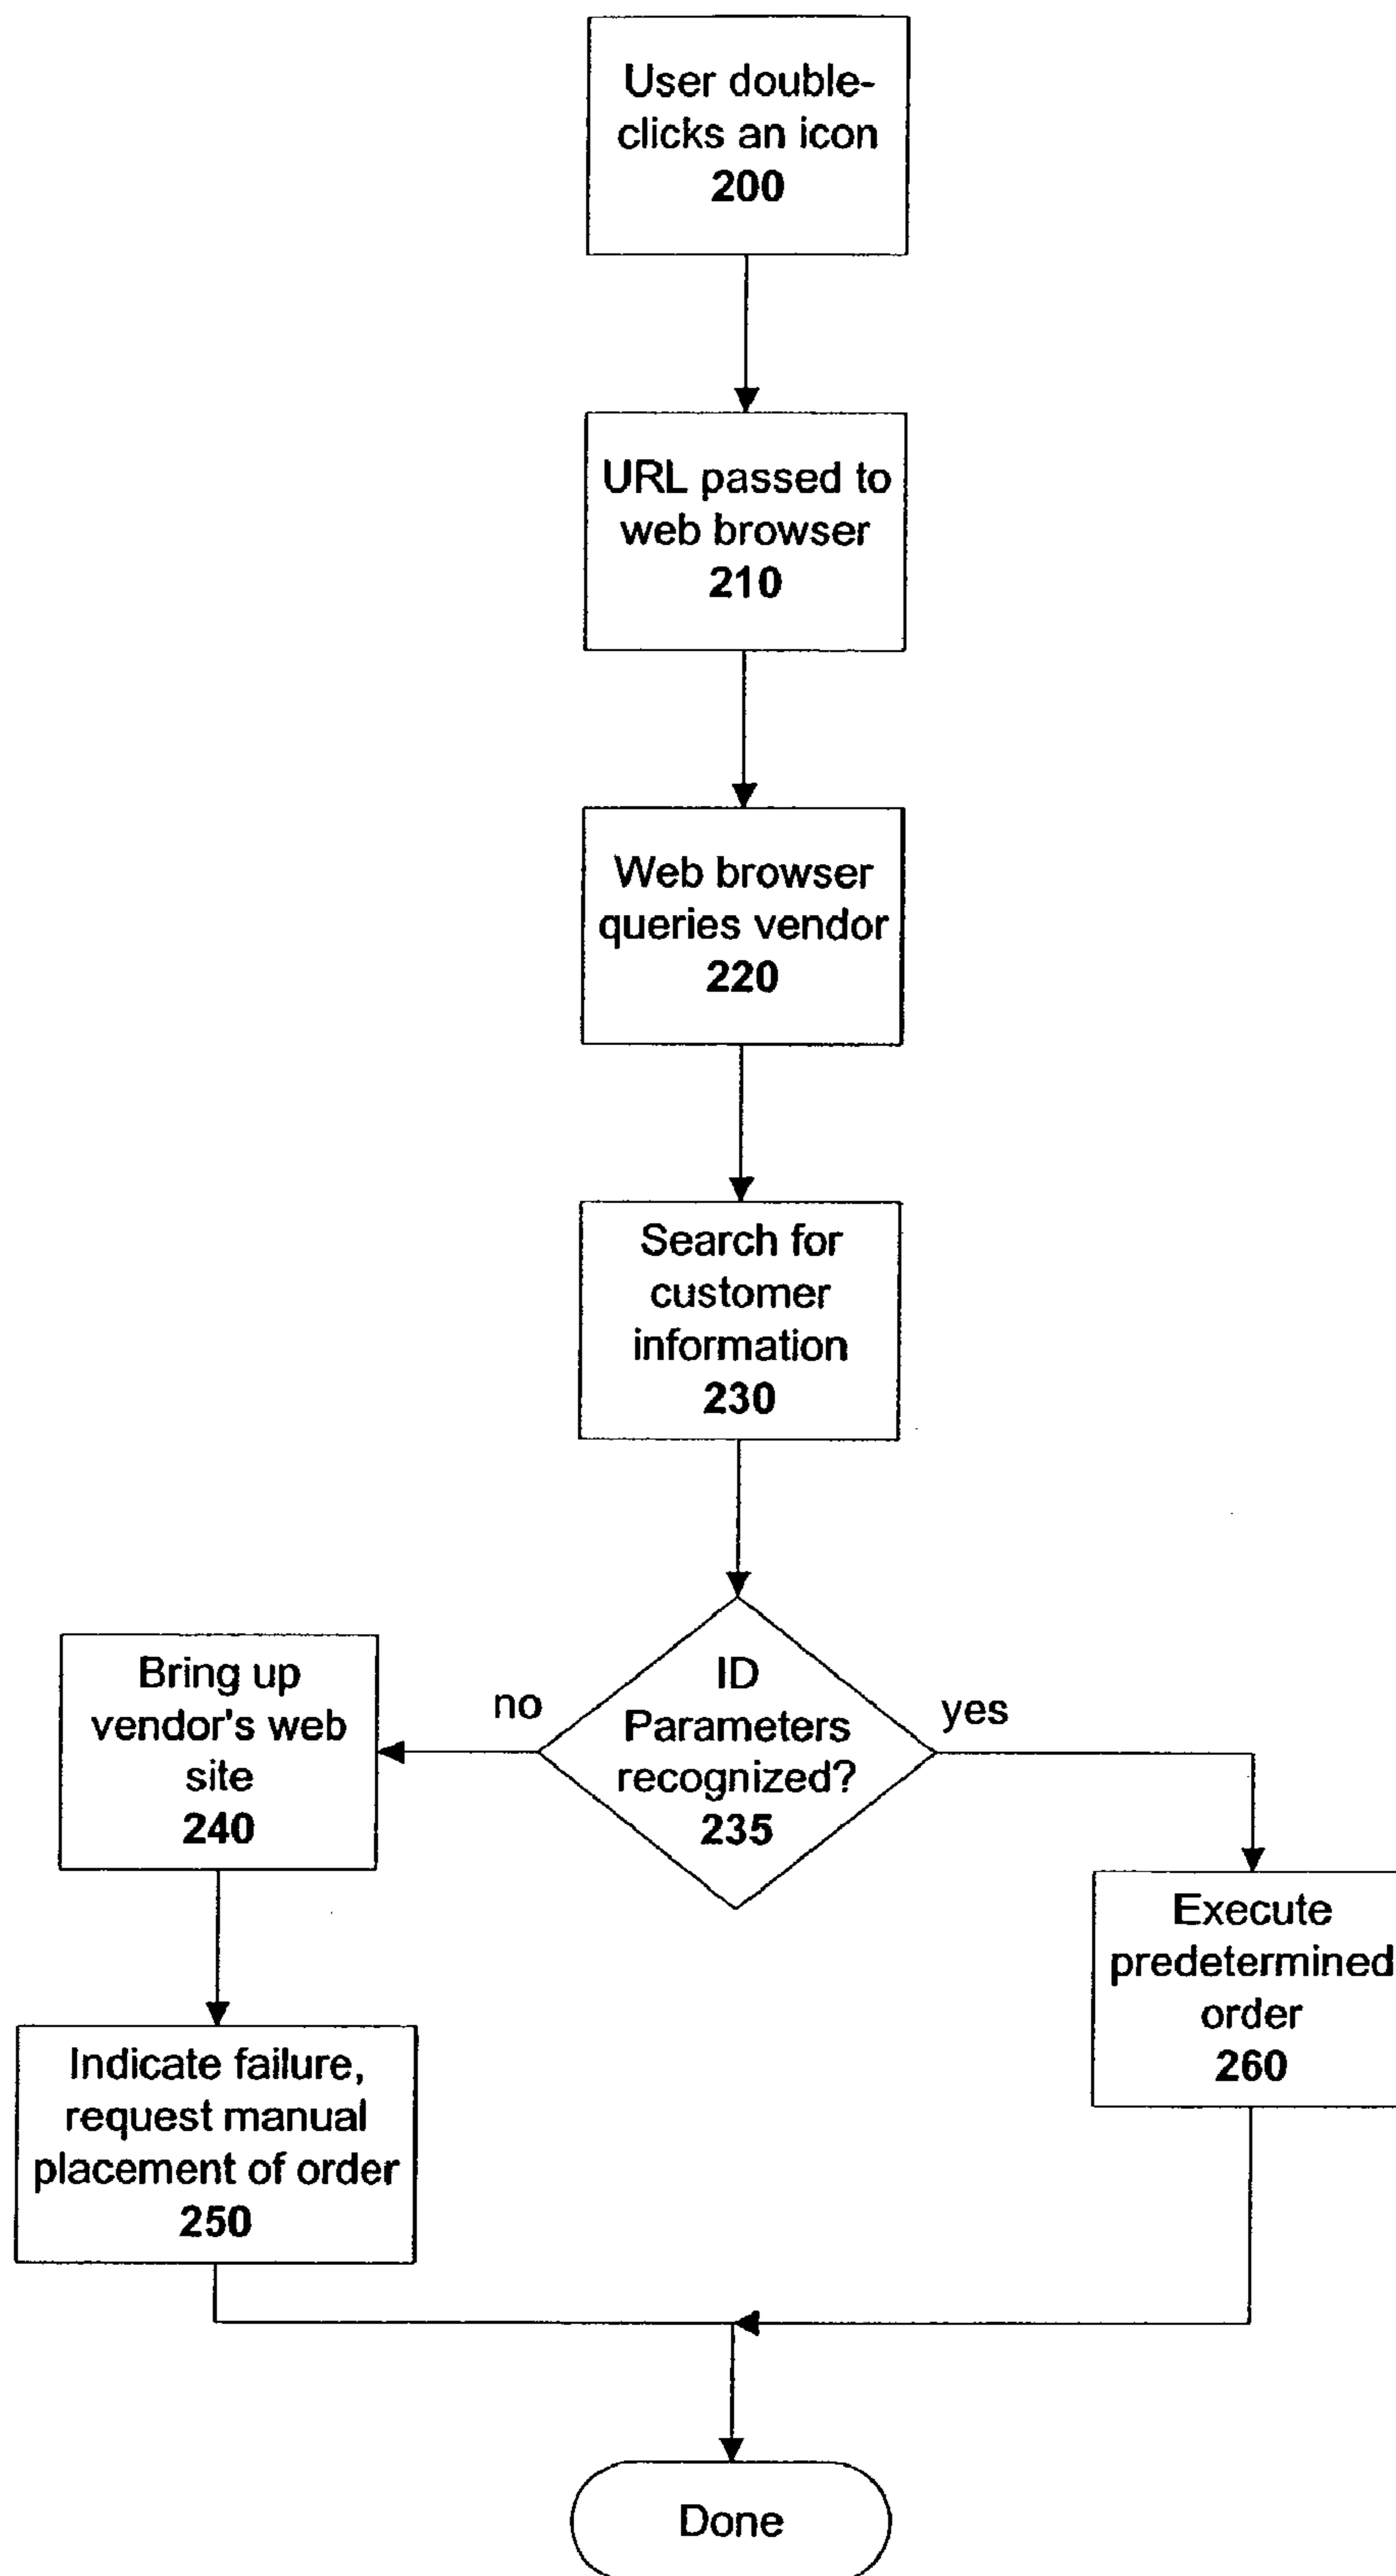 User double-
clicks an icon
200
URL passed to
web browser
210
Web browser
queries vendor
220
Search for
customer
information
230
ID
Parameters
recognized?
235
no
yes
Bring up
vendor's web
site
240
Execute
predetermined
order
260
Indicate failure,
request manual
placement of order
250
Done